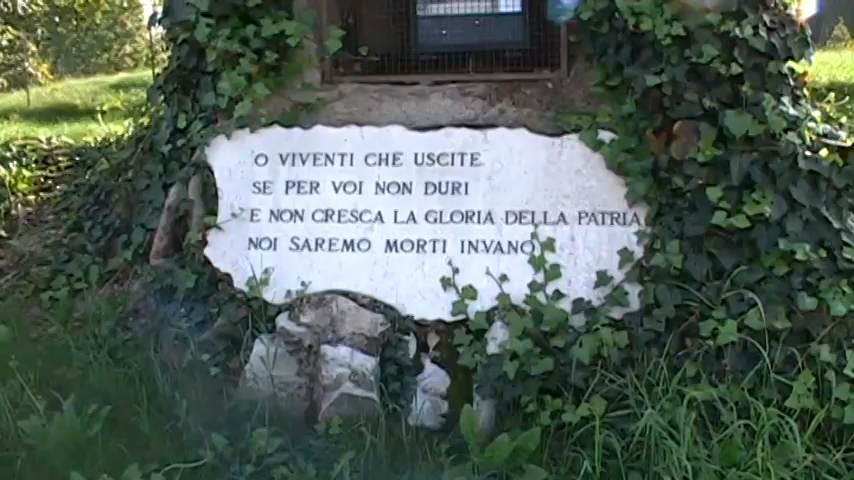 O VIVENTI CHE USCITE
SE PER VOI NON DURI
E NON CRESCA LA GLORIA DELLA PATRIA
NOI SAREMO MORTI INVANO